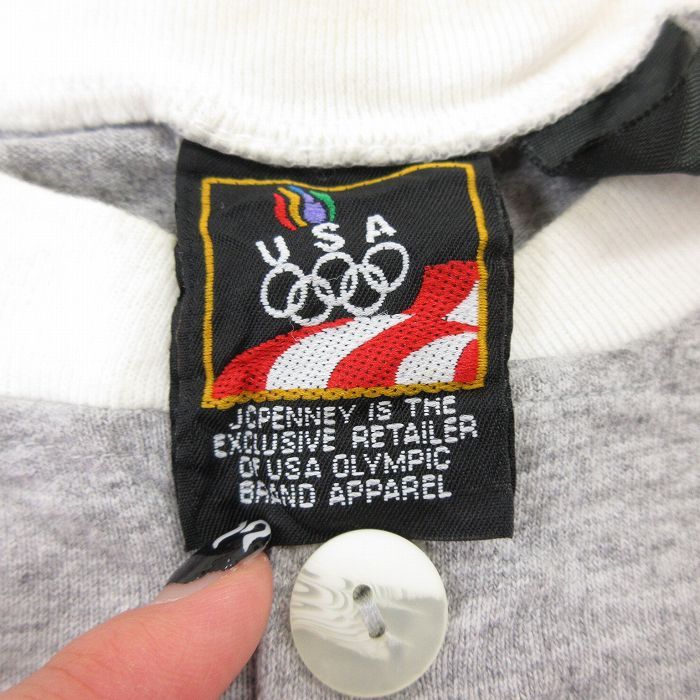 USA
JCPENNEY IS THE
EXCLUSIVE RETAILER
OF USA OLYMPIC
BRAND APPAREL